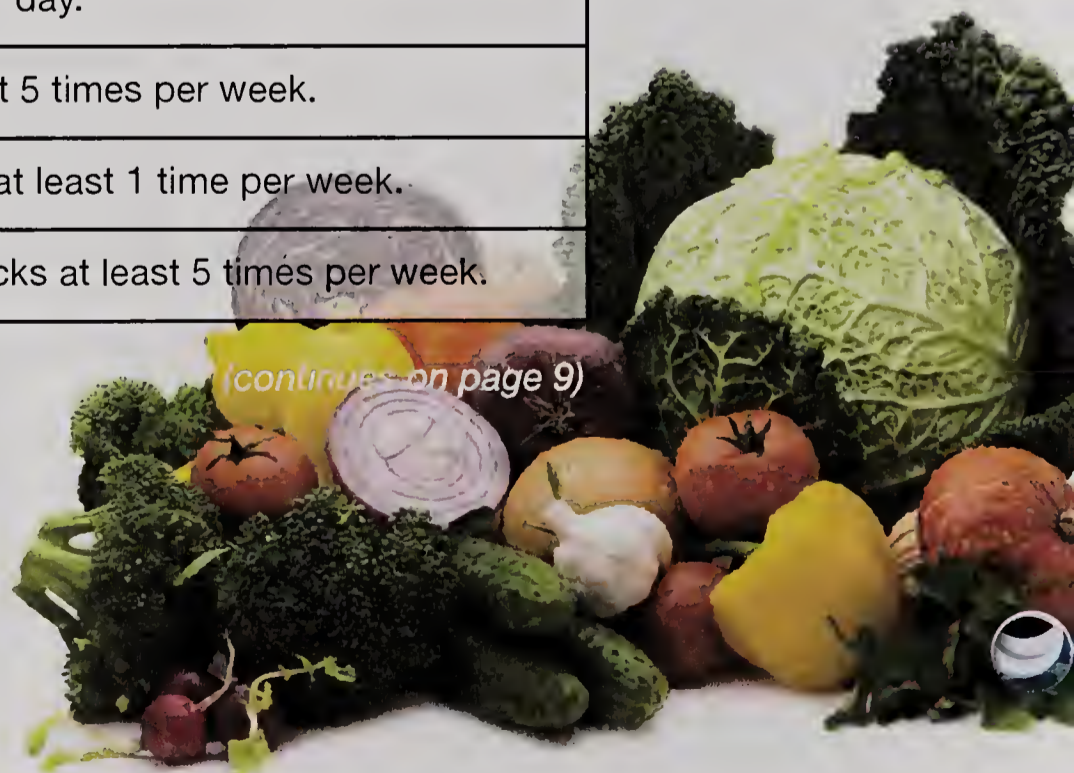 day.
t 5 times per week.
at least 1 time per week.
cks at least 5 times per week.
(continues on page 9)